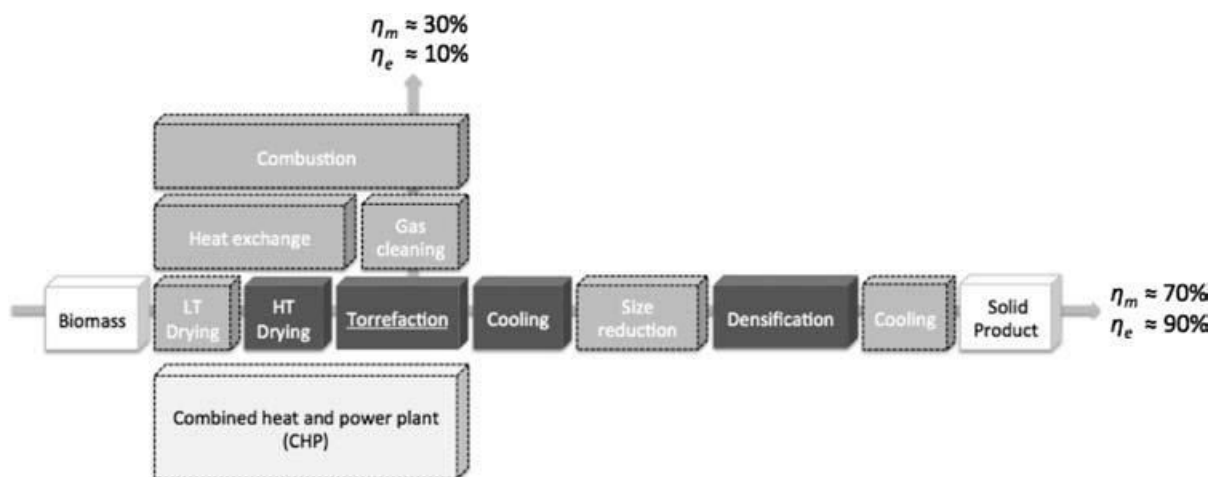 ηm ≈ 30%
ηe ≈ 10%
Combustion
Heat exchange
Gas
cleaning
Biomass
LT
Drying
HT
Drying
Torrefaction
Cooling
Size
reduction
Densification
Cooling
Solid
Product
ηm ≈ 70%
ηe ≈ 90%
Combined heat and power plant
(CHP)